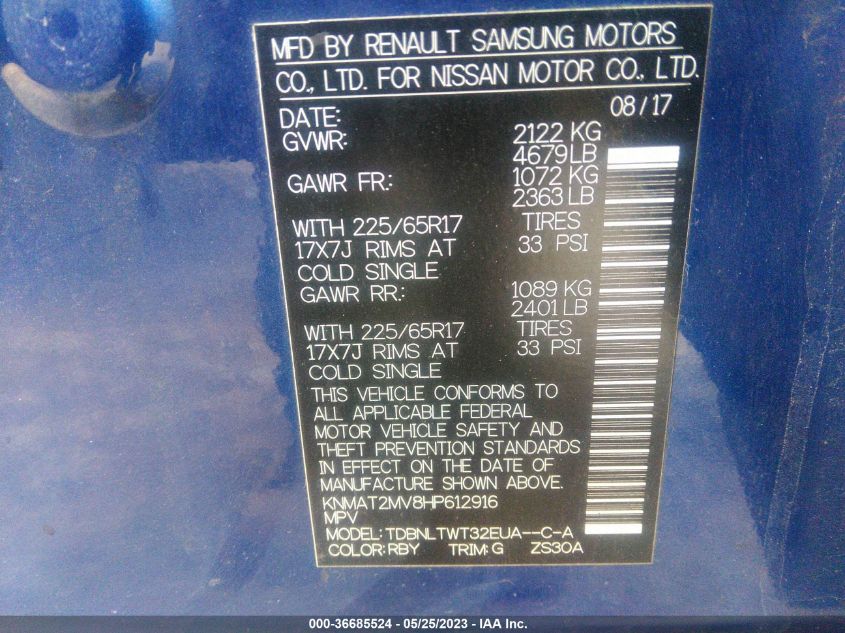 MFD BY RENAULT SAMSUNG MOTORS
CO., LTD. FOR NISSAN MOTOR CO., LTD.
DATE: 08/17
GVWR: 2122 KG
4679LB
GAWR FR.: 1072 KG
2363 LB
WITH 225/65R17 TIRES
17X7J RIMS AT 33 PSI
COLD SINGLE
GAWR RR.: 1089 KG
2401 LB
WITH 225/65R17 TIRES
17X7J RIMS AT 33 PSI
COLD SINGLE
THIS VEHICLE CONFORMS TO
ALL APPLICABLE FEDERAL
MOTOR VEHICLE SAFETY AND
THEFT PREVENTION STANDARDS
IN EFFECT ON THE DATE OF
MANUFACTURE SHOWN ABOVE.
KNMAT2MV8HP612916
MPV
MODEL: TDBNLTWT32EUA--C-A
COLOR:RBY TRIM:G ZS30A
000-36685524 - 05/25/2023 - IAA Inc.